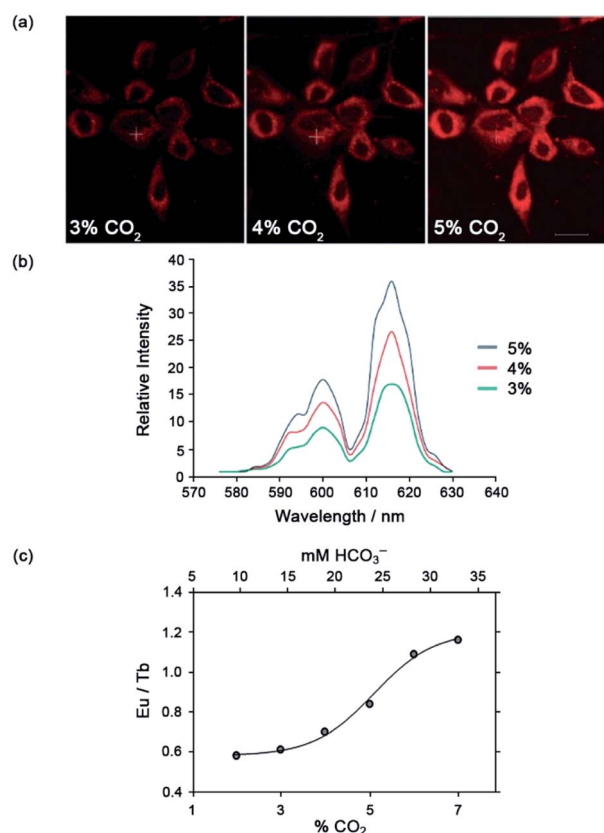 (a)
3% CO₂ 4% CO₂ 5% CO₂
(b)
Relative Intensity
40
35
30
25
20
15
10
5
0
570 580 590 600 610 620 630 640
Wavelength / nm
5%
4%
3%
(c)
mM HCO₃⁻
5 10 15 20 25 30 35
Eu / Tb
1.4
1.2
1.0
0.8
0.6
0.4
1 3 5 7
% CO₂